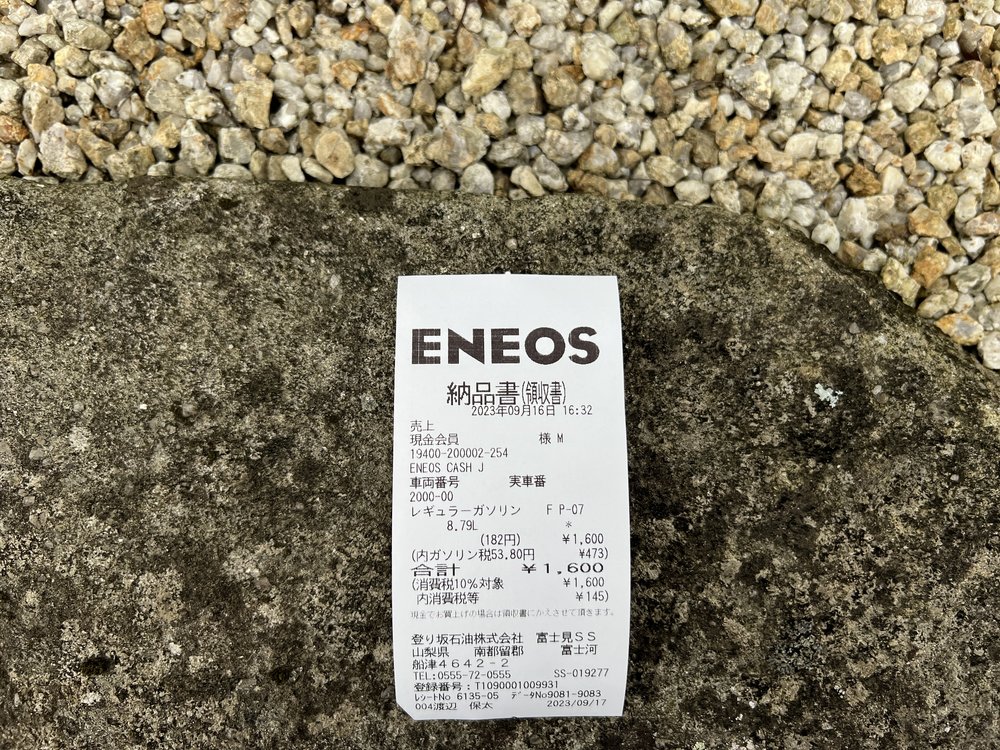 ENEOS
納品書(領収書)
2023年09月16日 16:32
売上
現金会員 様 M
19400-200002-254
ENEOS CASH J
車両番号 実車番
2000-00
レギュラーガソリン F P-07
8.79L *
(182円) ¥1,600
(内ガソリン税53.80円 ¥473)
合計 ¥1,600
(消費税10%対象 ¥1,600
内消費税等 ¥145)
現金でお買上げの場合は領収書にかえさせて頂きます。
登り坂石油株式会社 富士見SS
山梨県 南都留郡 富士河
船津4642-2
TEL:0555-72-0555 SS-019277
登録番号:T1090001009931
レシートNo 6135-05 データNo9081-9083
004渡辺 保太 2023/09/17